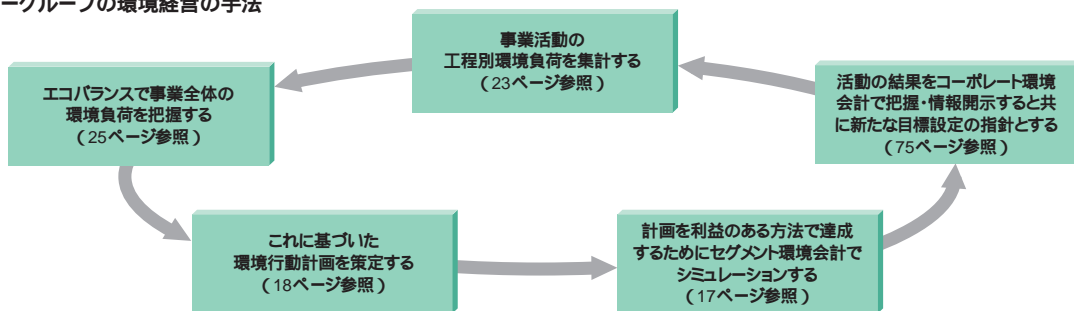 ーグループの環境経営の手法
事業活動の
工程別環境負荷を集計する
（23ページ参照）
エコバランスで事業全体の
環境負荷を把握する
（25ページ参照）
活動の結果をコーポレート環境
会計で把握・情報開示すると共
に新たな目標設定の指針とする
（75ページ参照）
これに基づいた
環境行動計画を策定する
（18ページ参照）
計画を利益のある方法で達成
するためにセグメント環境会計で
シミュレーションする
（17ページ参照）